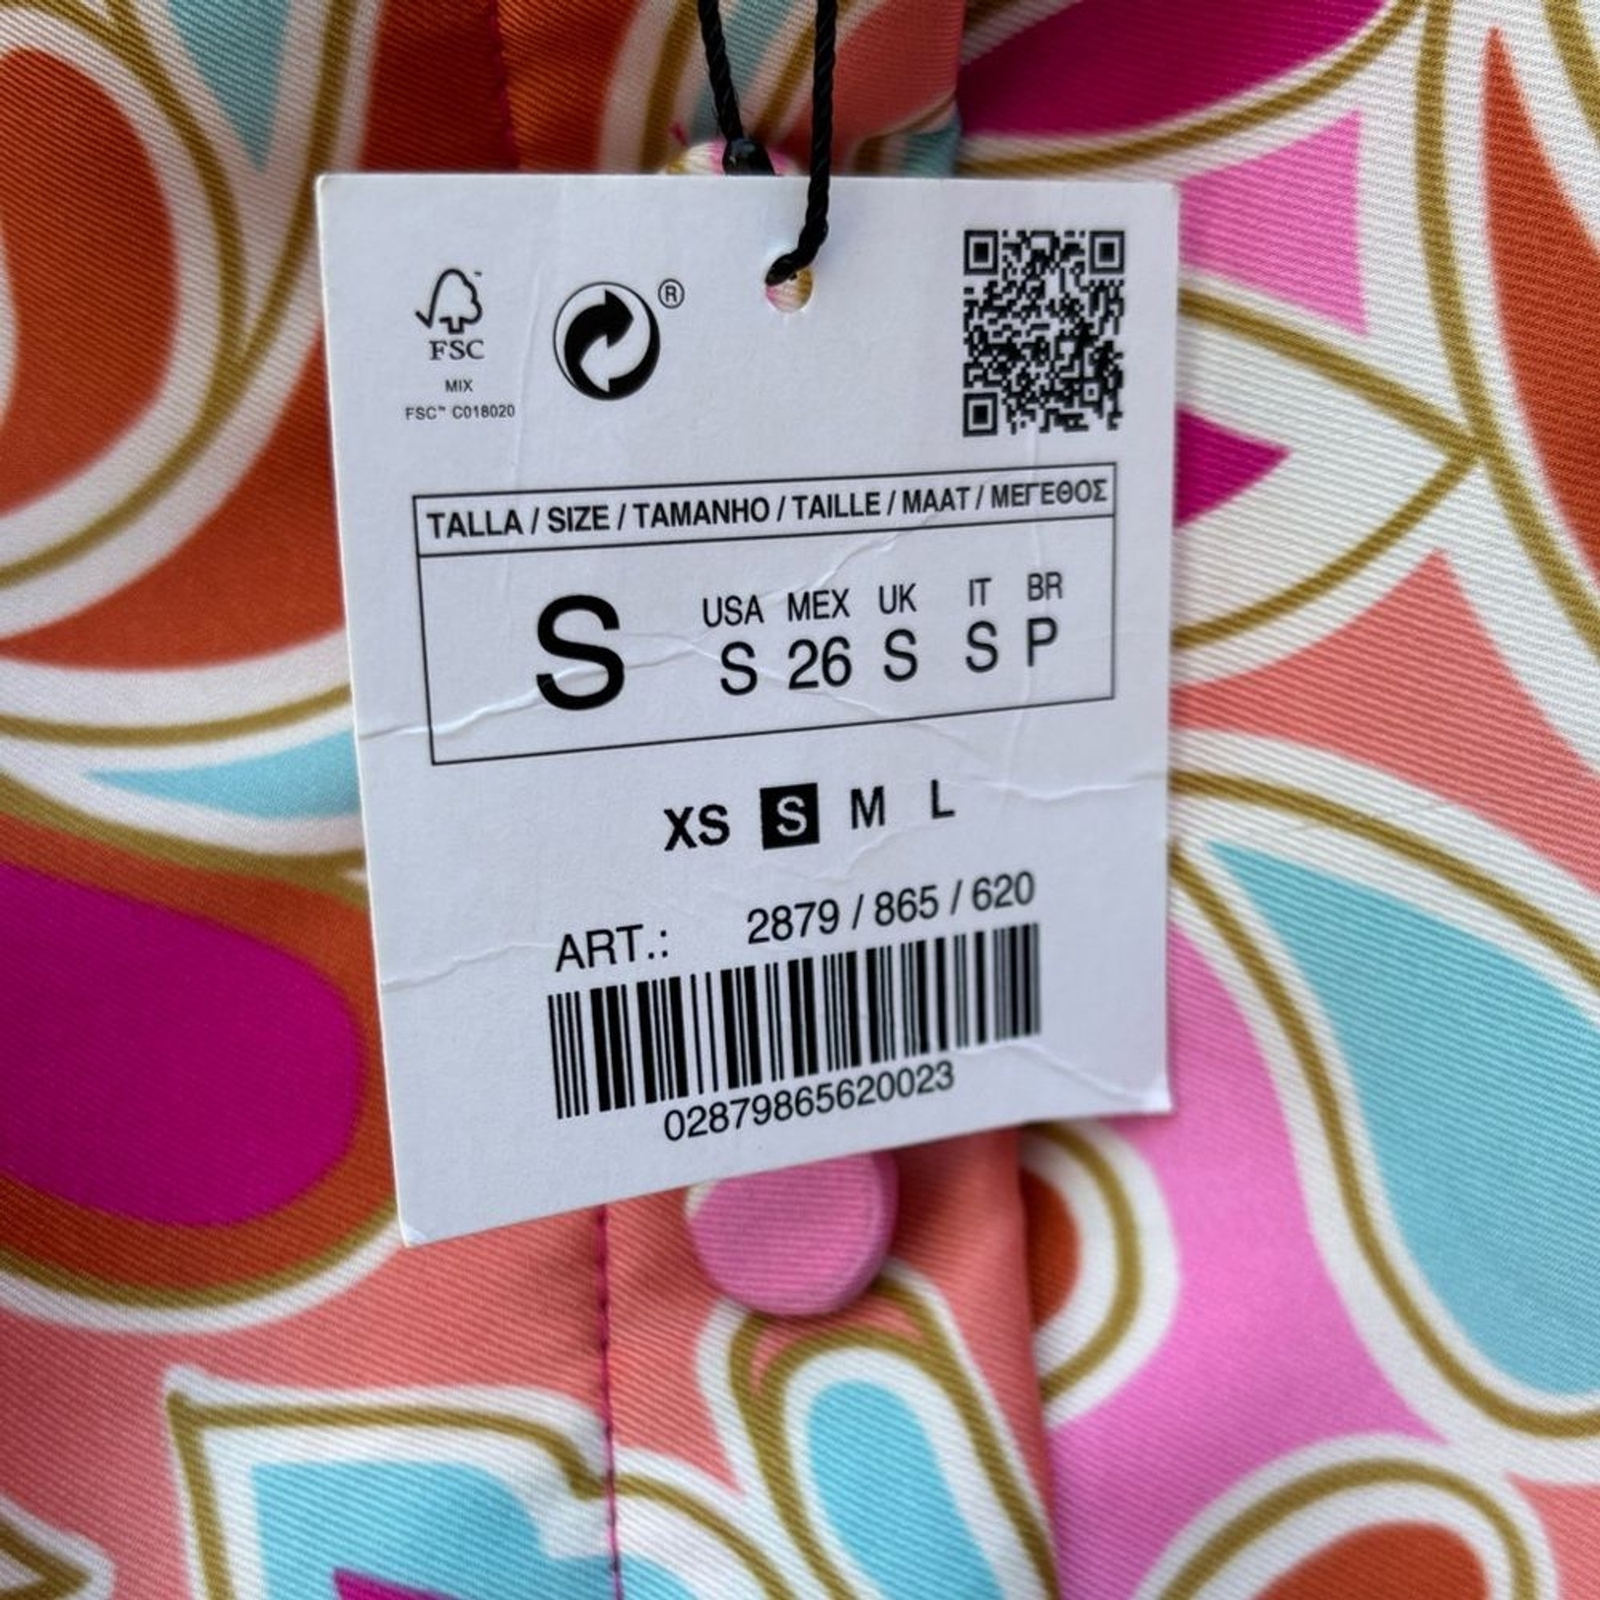 FSC™
MIX
FSC™ C018020
®
TALLA / SIZE / TAMANHO / TAILLE / MAAT / ΜΕΓΕΘΟΣ
S
USA MEX UK IT BR
S 26 S S P
XS S M L
ART.: 2879 / 865 / 620
02879865620023